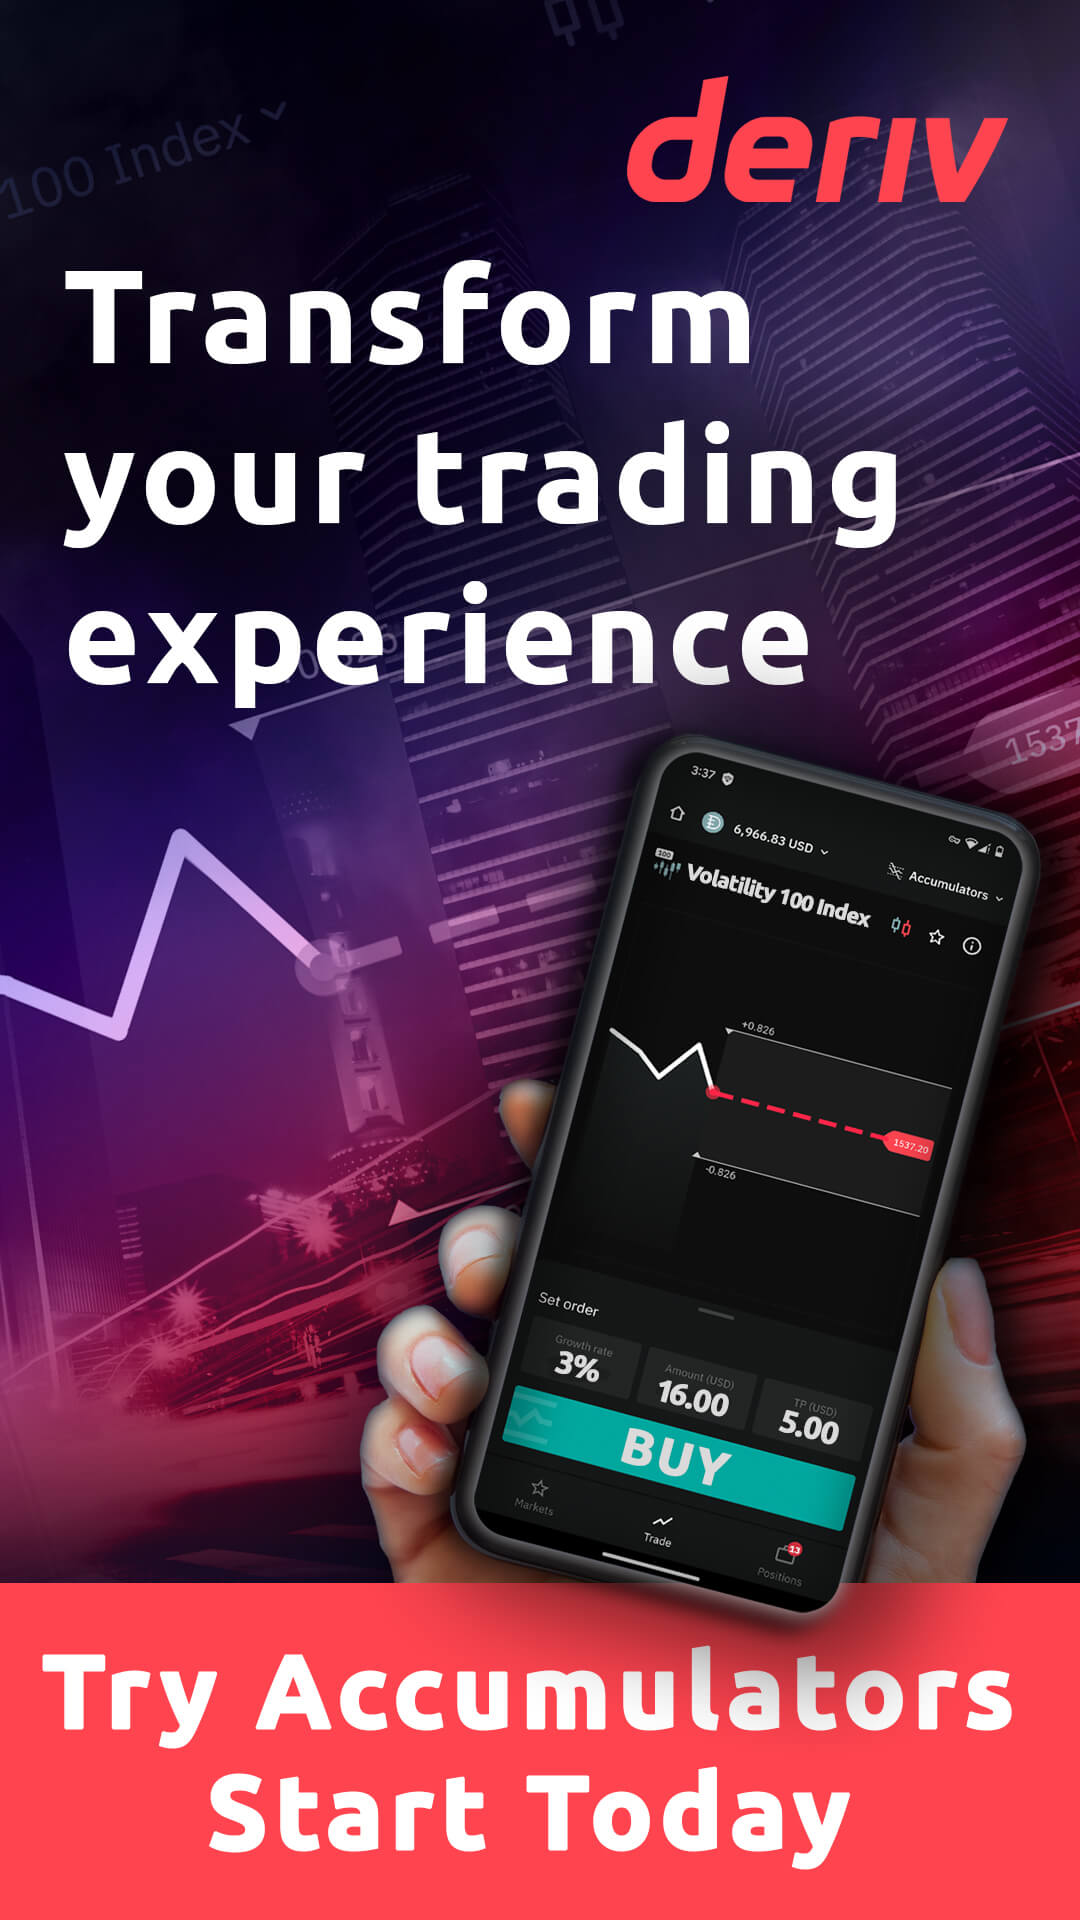 100 Index
deriv
Transform
your trading
experience
1537
3:37
6,966.83 USD
Accumulators
100
Volatility 100 Index
+0.826
1537.20
-0.826
Set order
Growth rate
3%
Amount (USD)
16.00
TP (USD)
5.00
BUY
Markets
Trade
13
Positions
Try Accumulators
Start Today